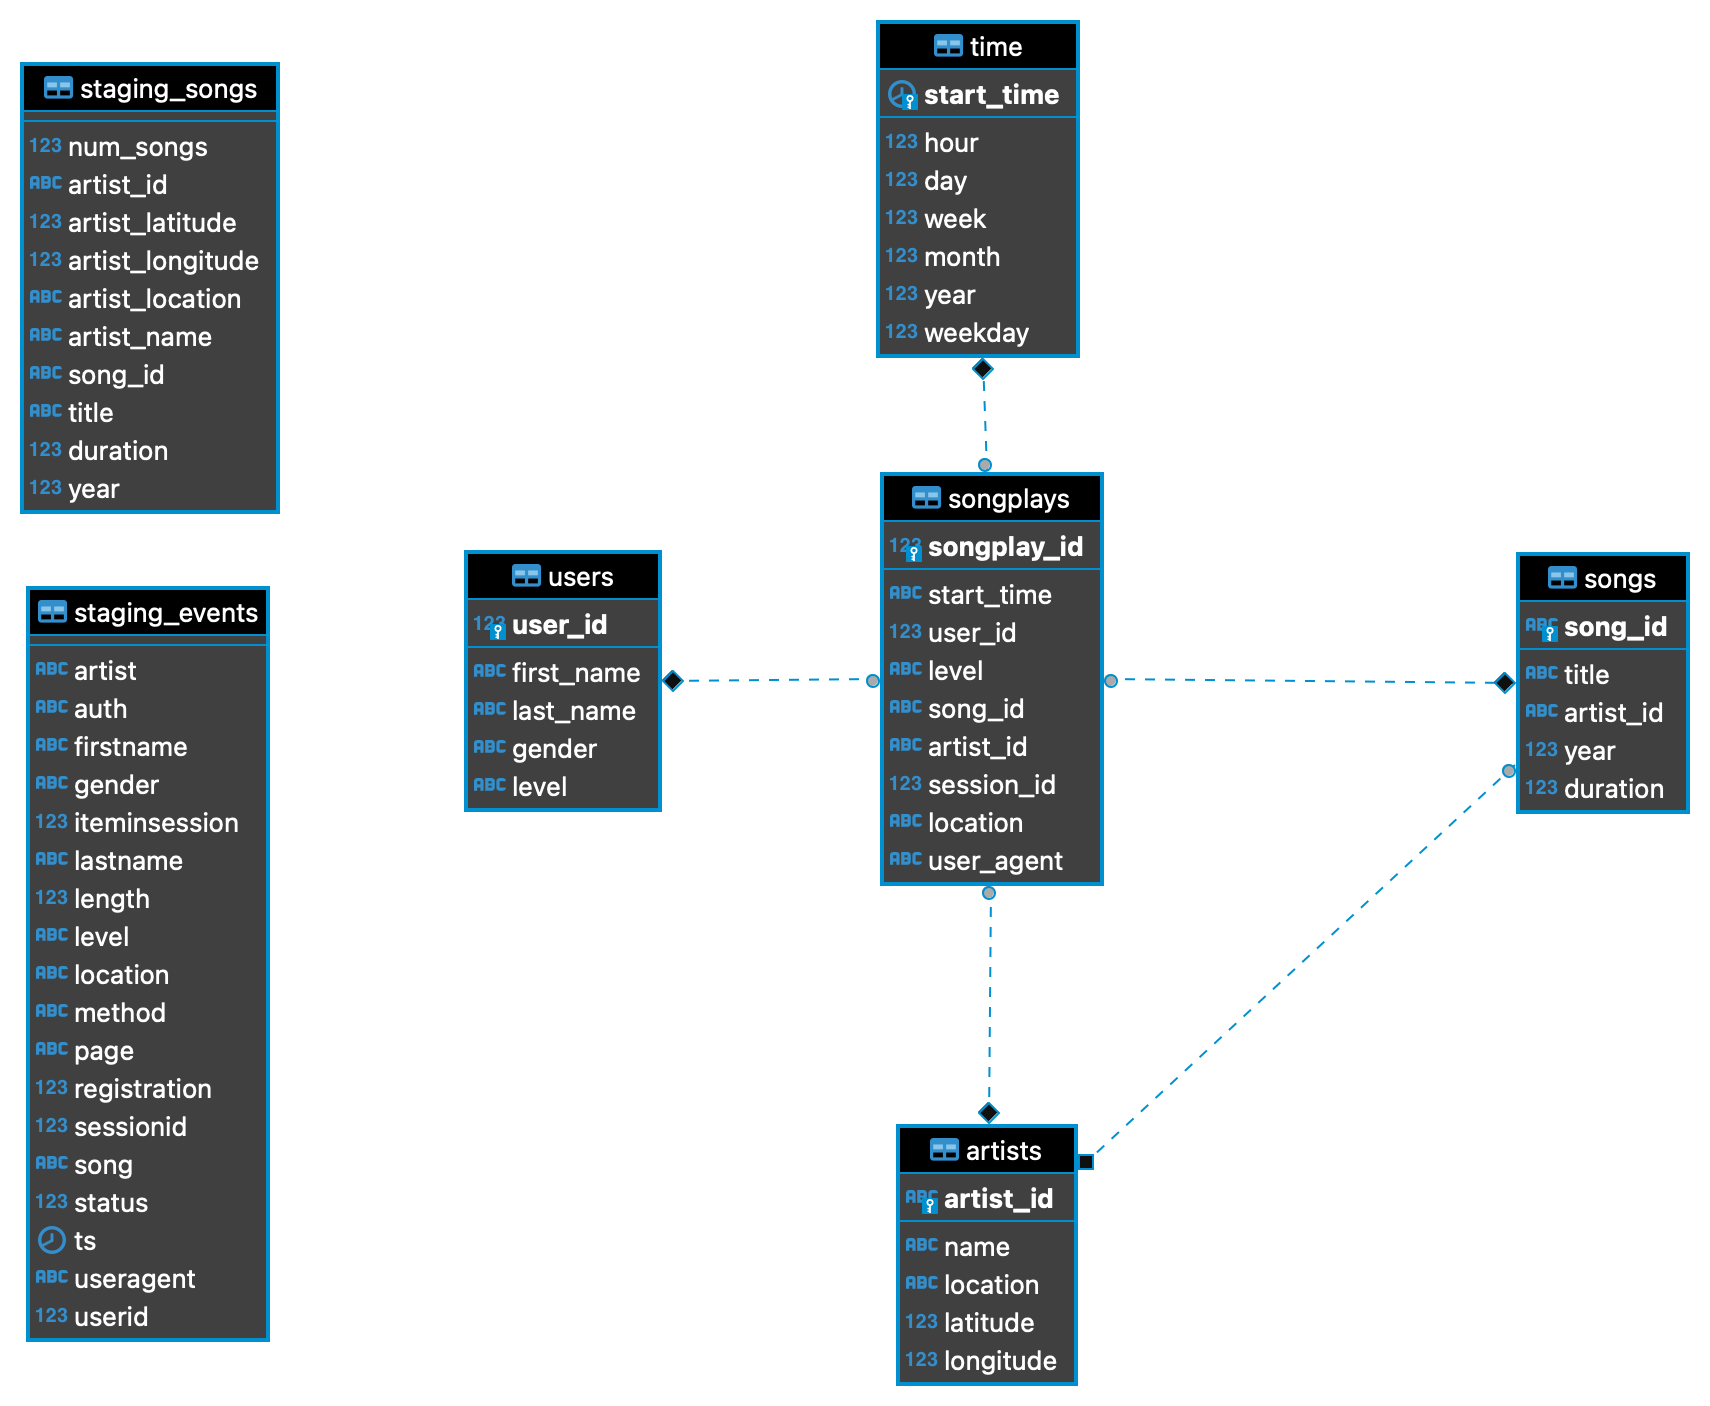 staging_songs
123 num_songs
ABC artist_id
123 artist_latitude
123 artist_longitude
ABC artist_location
ABC artist_name
ABC song_id
ABC title
123 duration
123 year
staging_events
ABC artist
ABC auth
ABC firstname
ABC gender
123 iteminsession
ABC lastname
123 length
ABC level
ABC location
ABC method
ABC page
123 registration
123 sessionid
ABC song
123 status
ts
ABC useragent
123 userid
users
123 user_id
ABC first_name
ABC last_name
ABC gender
ABC level
time
start_time
123 hour
123 day
123 week
123 month
123 year
123 weekday
songplays
123 songplay_id
ABC start_time
123 user_id
ABC level
ABC song_id
ABC artist_id
123 session_id
ABC location
ABC user_agent
artists
ABC artist_id
ABC name
ABC location
123 latitude
123 longitude
songs
ABC song_id
ABC title
ABC artist_id
123 year
123 duration